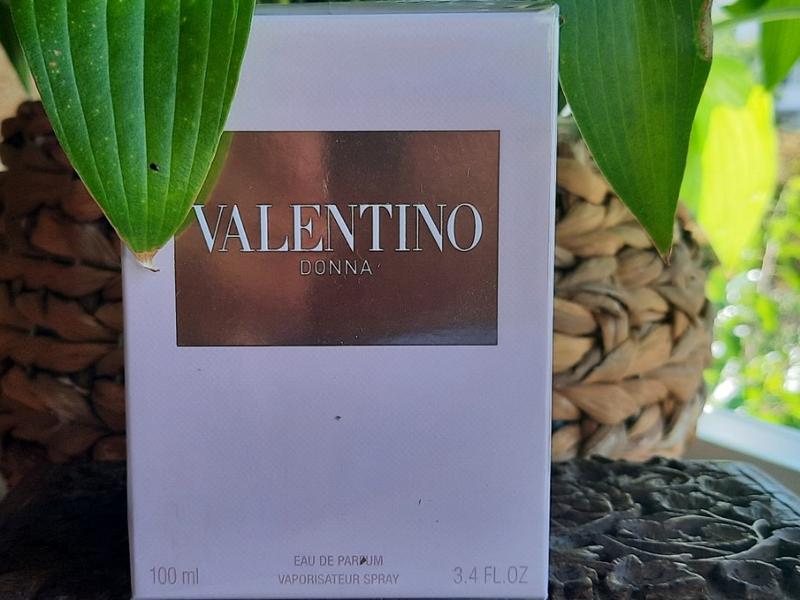 VALENTINO
DONNA
EAU DE PARFUM
100 ml VAPORISATEUR SPRAY 3.4 FL.OZ